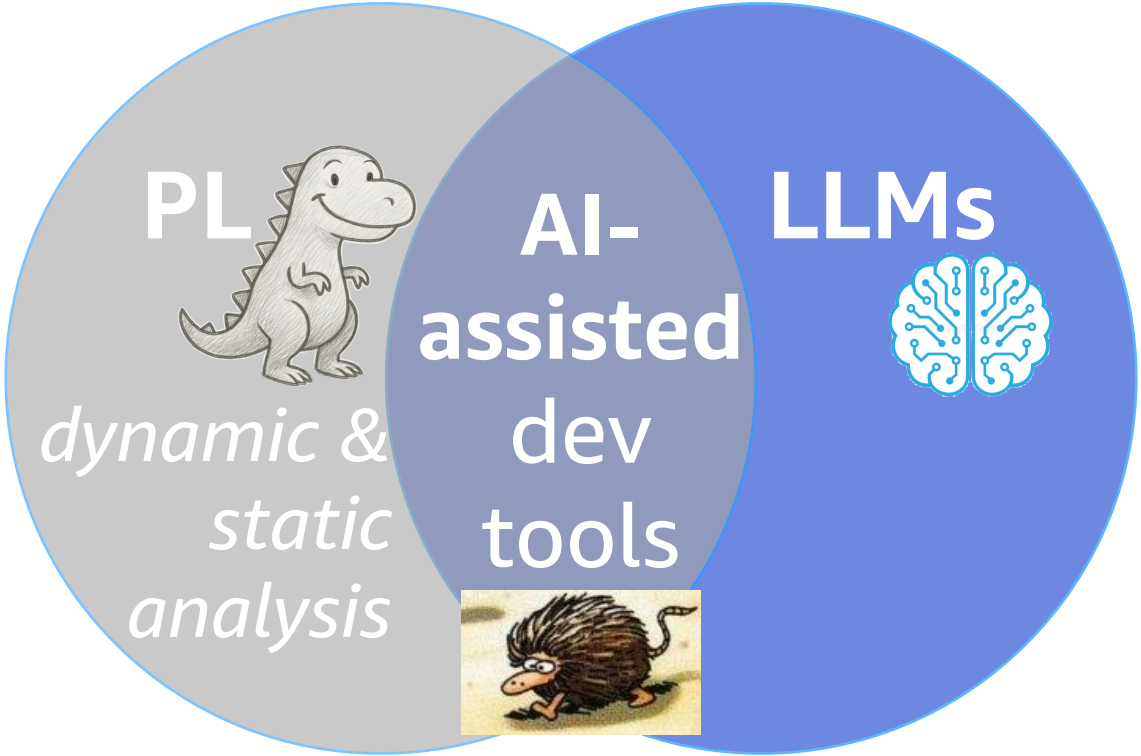 PL
dynamic &
static
analysis
AI-
assisted
dev
tools
LLMs